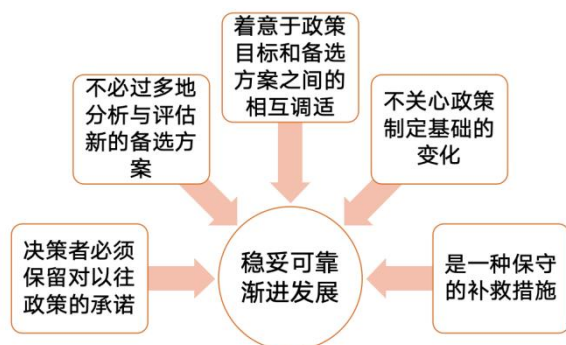 着意于政策
目标和备选
方案之间的
相互调适
不必过多地
分析与评估
新的备选方
案
不关心政策
制定基础的
变化
决策者必须
保留对以往
政策的承诺
稳妥可靠
渐进发展
是一种保守
的补救措施